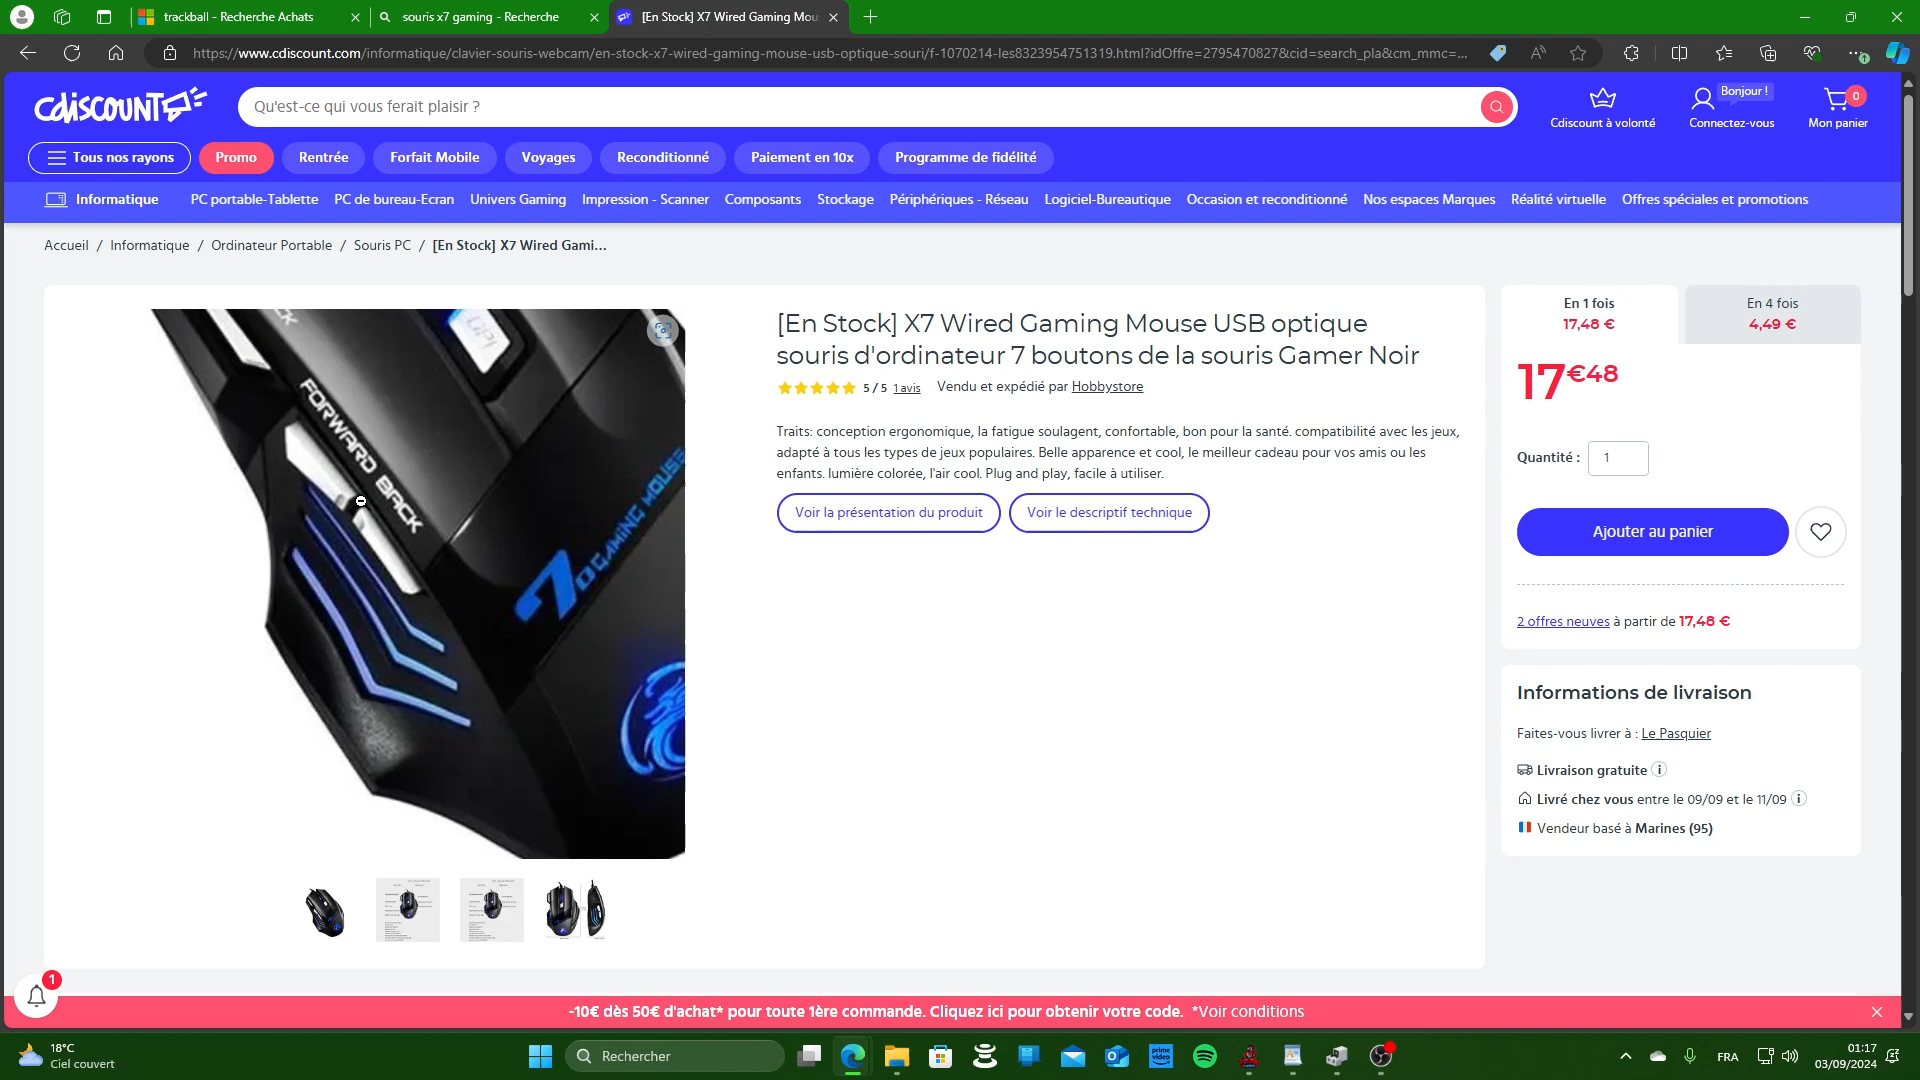 trackball - Recherche Achats
souris x7 gaming - Recherche
[En Stock] X7 Wired Gaming Mou
https://www.cdiscount.com/informatique/clavier-souris-webcam/en-stock-x7-wired-gaming-mouse-usb-optique-souri/f-1070214-les8323954751319.html?idOffre=2795470827&cid=search_pla&cm_mmc=...
Cdiscount
Qu'est-ce qui vous ferait plaisir ?
Cdiscount à volonté
Bonjour !
Connectez-vous
0
Mon panier
Tous nos rayons
Promo
Rentrée
Forfait Mobile
Voyages
Reconditionné
Paiement en 10x
Programme de fidélité
Informatique
PC portable-Tablette
PC de bureau-Ecran
Univers Gaming
Impression - Scanner
Composants
Stockage
Périphériques - Réseau
Logiciel-Bureautique
Occasion et reconditionné
Nos espaces Marques
Réalité virtuelle
Offres spéciales et promotions
Accueil / Informatique / Ordinateur Portable / Souris PC / [En Stock] X7 Wired Gami...
DPI
FORWARD BACK
7D GAMING MOUSE
[En Stock] X7 Wired Gaming Mouse USB optique
souris d'ordinateur 7 boutons de la souris Gamer Noir
5 / 5 1 avis Vendu et expédié par Hobbystore
Traits: conception ergonomique, la fatigue soulagent, confortable, bon pour la santé. compatibilité avec les jeux,
adapté à tous les types de jeux populaires. Belle apparence et cool, le meilleur cadeau pour vos amis ou les
enfants. lumière colorée, l'air cool. Plug and play, facile à utiliser.
Voir la présentation du produit
Voir le descriptif technique
En 1 fois
17,48 €
En 4 fois
4,49 €
17€48
Quantité : 1
Ajouter au panier
2 offres neuves à partir de 17,48 €
Informations de livraison
Faites-vous livrer à : Le Pasquier
Livraison gratuite
Livré chez vous entre le 09/09 et le 11/09
Vendeur basé à Marines (95)
1
-10€ dès 50€ d'achat* pour toute 1ère commande. Cliquez ici pour obtenir votre code. *Voir conditions
18°C
Ciel couvert
Rechercher
prime video
FRA
01:17
03/09/2024